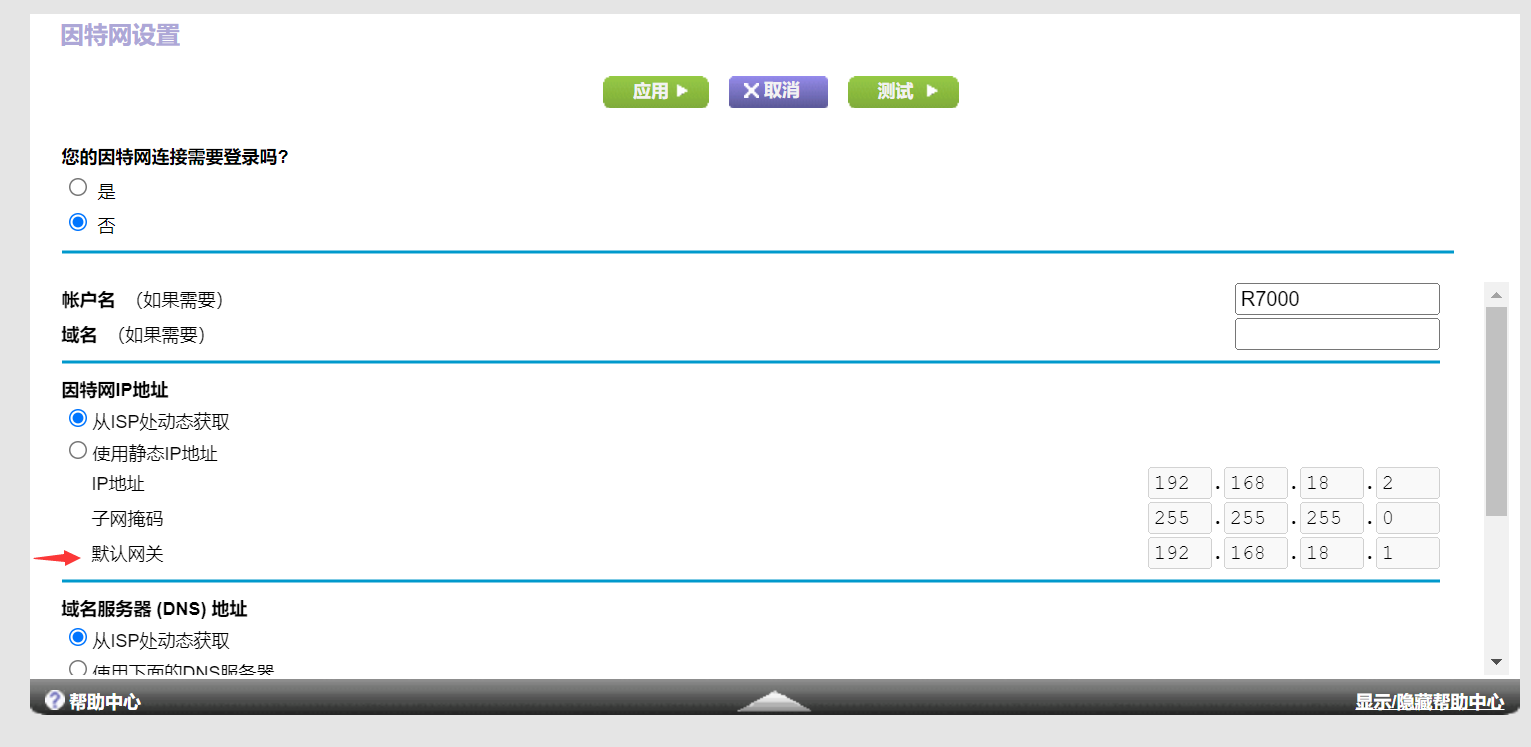 因特网设置
应用
取消
测试
您的因特网连接需要登录吗?
是
否
帐户名 （如果需要）
R7000
域名 （如果需要）
因特网IP地址
从ISP处动态获取
使用静态IP地址
IP地址 192 . 168 . 18 . 2
子网掩码 255 . 255 . 255 . 0
默认网关 192 . 168 . 18 . 1
域名服务器 (DNS) 地址
从ISP处动态获取
使用下面的DNS服务器
帮助中心
显示/隐藏帮助中心